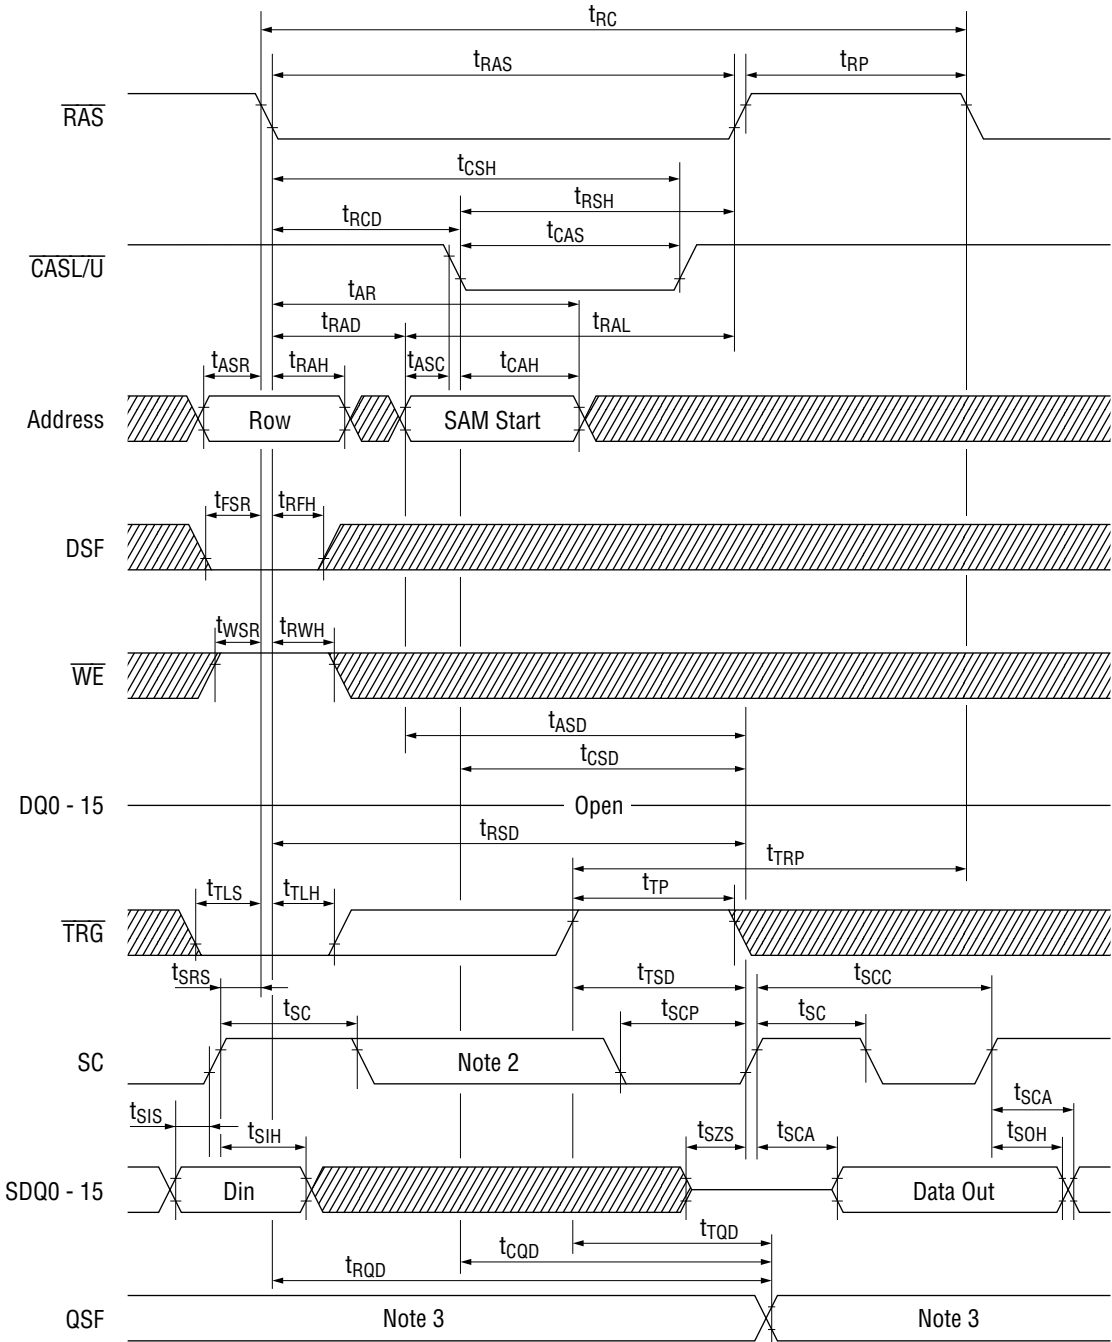 tRC
tRAS
tRP
RAS
tCSH
tRSH
tRCD
tCAS
CASL/U
tAR
tRAD
tRAL
tASR
tRAH
tASC
tCAH
Address
Row
SAM Start
tFSR
tRFH
DSF
tWSR
tRWH
WE
tASD
tCSD
DQ0 - 15
Open
tRSD
tTRP
tTP
tTLS
tTLH
TRG
tSRS
tTSD
tSCC
tSC
tSCP
tSC
SC
Note 2
tSCA
tSIS
tSIH
tSZS
tSCA
tSOH
SDQ0 - 15
Din
Data Out
tTQD
tCQD
tRQD
QSF
Note 3
Note 3